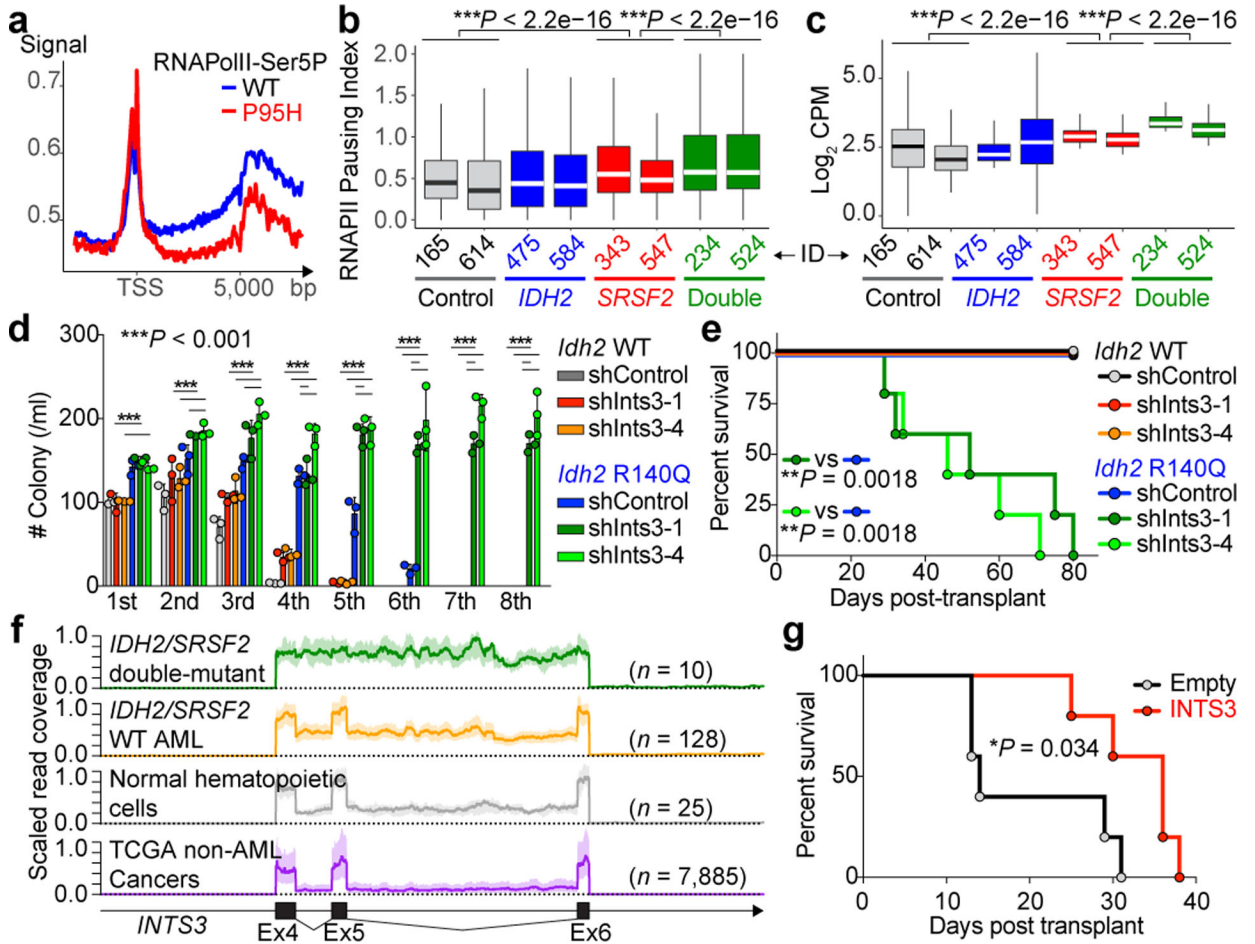 a
Signal
RNAPolII-Ser5P
WT
P95H
0.7
0.6
0.5
TSS
5,000
bp
b
***P < 2.2e−16
***P < 2.2e−16
RNAPII Pausing Index
2.0
1.5
1.0
0.5
0.0
165
614
475
584
343
547
234
524
Control
IDH2
SRSF2
Double
← ID →
c
***P < 2.2e−16
***P < 2.2e−16
Log2 CPM
5.0
2.5
0.0
165
614
475
584
343
547
234
524
Control
IDH2
SRSF2
Double
d
***P < 0.001
# Colony (/ml)
300
200
100
0
***
***
***
***
***
***
***
***
1st
2nd
3rd
4th
5th
6th
7th
8th
Idh2 WT
shControl
shInts3-1
shInts3-4
Idh2 R140Q
shControl
shInts3-1
shInts3-4
e
Percent survival
100
75
50
25
0
vs
**P = 0.0018
vs
**P = 0.0018
0
20
40
60
80
Days post-transplant
Idh2 WT
shControl
shInts3-1
shInts3-4
Idh2 R140Q
shControl
shInts3-1
shInts3-4
f
Scaled read coverage
1.0
0.0
IDH2/SRSF2
double-mutant
(n = 10)
1.0
0.0
IDH2/SRSF2
WT AML
(n = 128)
1.0
0.0
Normal hematopoietic
cells
(n = 25)
1.0
0.0
TCGA non-AML
Cancers
(n = 7,885)
INTS3
Ex4
Ex5
Ex6
g
Percent survival
100
50
0
Empty
INTS3
*P = 0.034
0
10
20
30
40
Days post transplant